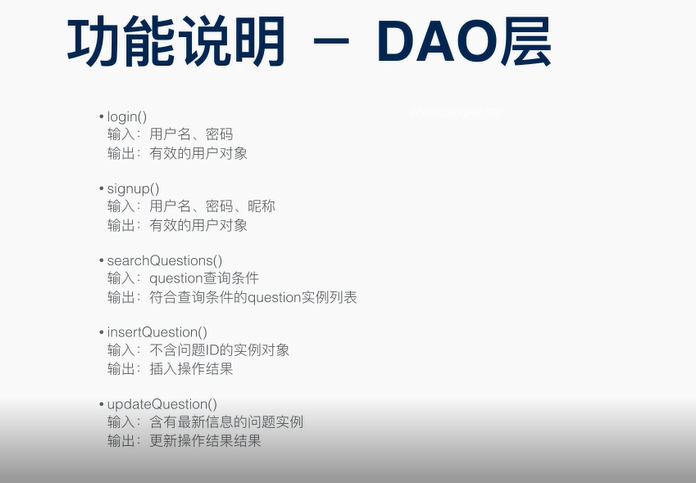 功能说明 － DAO层
• login()
输入：用户名、密码
输出：有效的用户对象
• signup()
输入：用户名、密码、昵称
输出：有效的用户对象
• searchQuestions()
输入：question查询条件
输出：符合查询条件的question实例列表
• insertQuestion()
输入：不含问题ID的实例对象
输出：插入操作结果
• updateQuestion()
输入：含有最新信息的问题实例
输出：更新操作结果结果